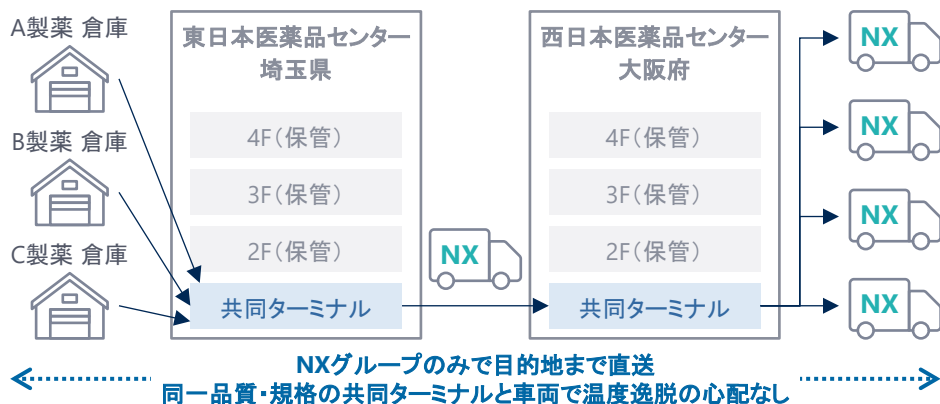 A製薬 倉庫
B製薬 倉庫
C製薬 倉庫
東日本医薬品センター
埼玉県
4F(保管)
3F(保管)
2F(保管)
共同ターミナル
NX
西日本医薬品センター
大阪府
4F(保管)
3F(保管)
2F(保管)
共同ターミナル
NX
NX
NX
NX
NXグループのみで目的地まで直送
同一品質・規格の共同ターミナルと車両で温度逸脱の心配なし